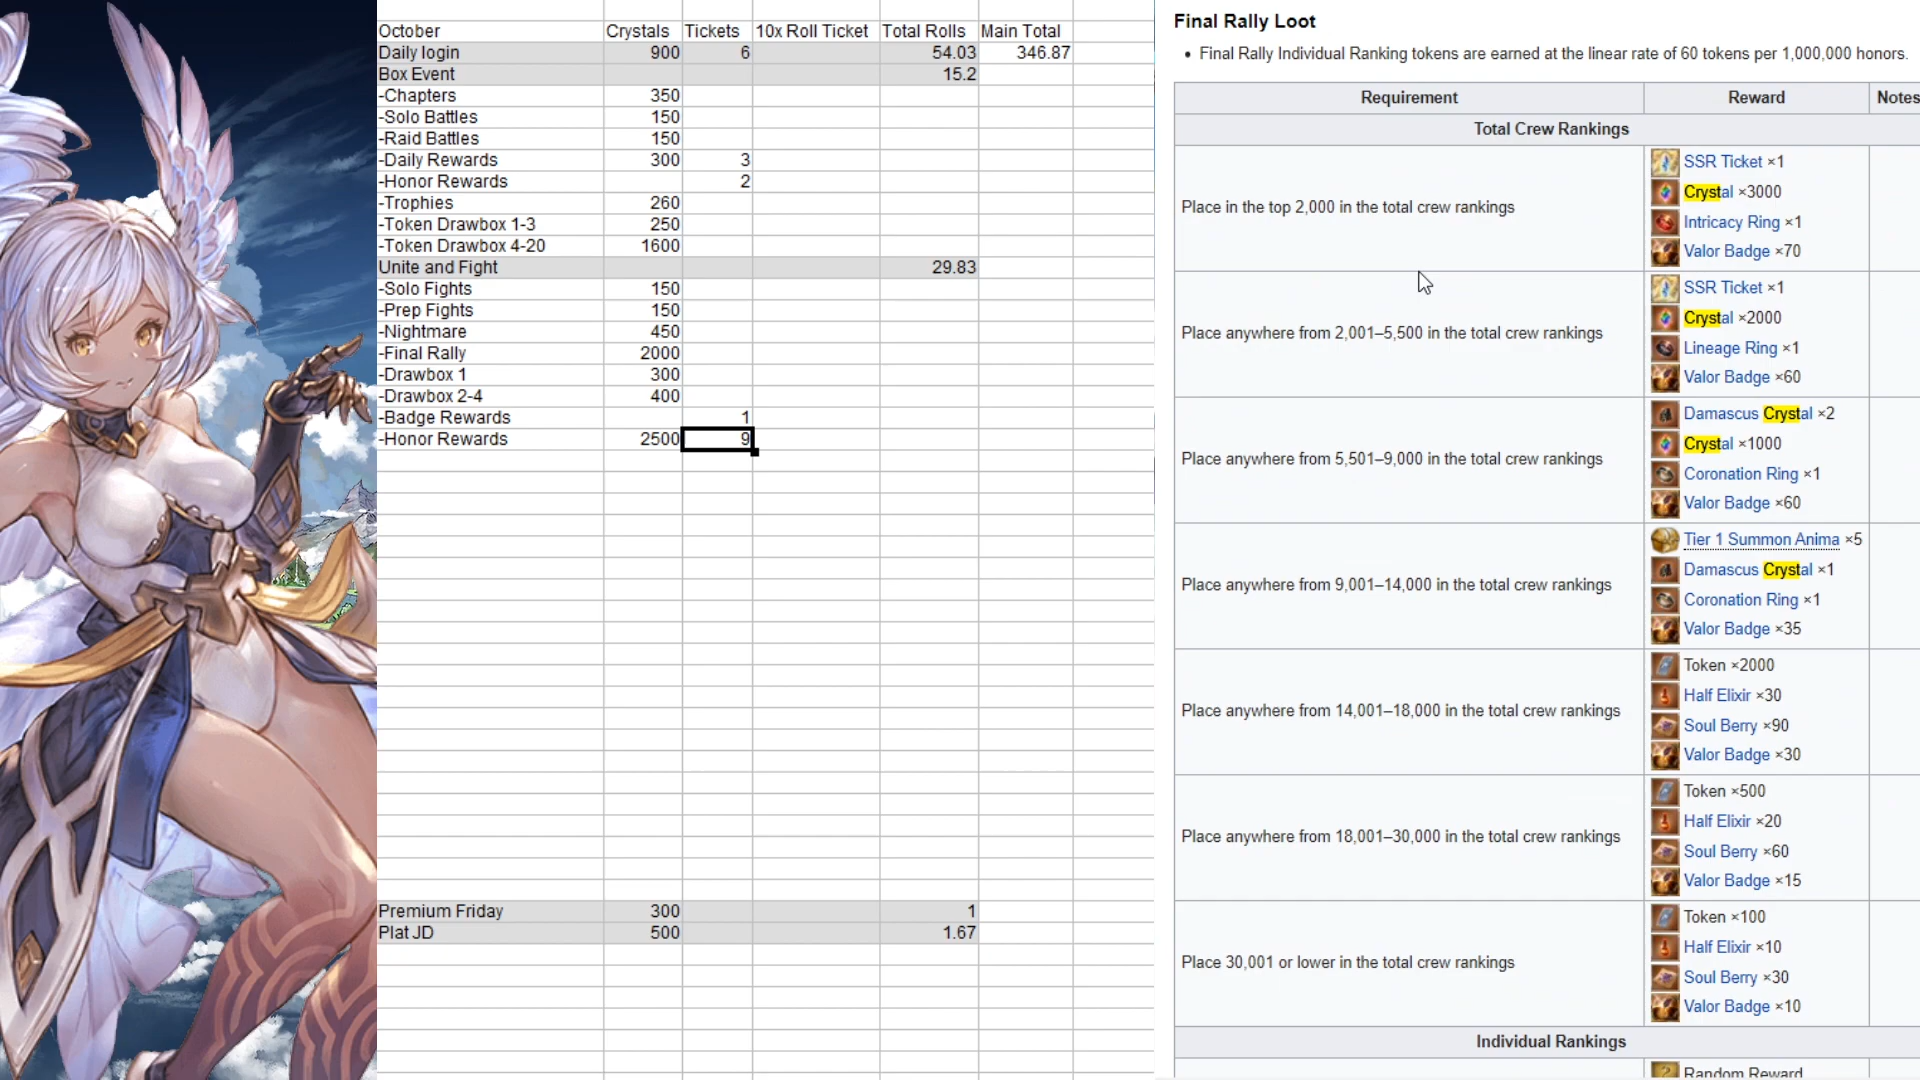 October Crystals Tickets 10x Roll Ticket Total Rolls Main Total
Daily login 900 6 54.03 346.87
Box Event 15.2
-Chapters 350
-Solo Battles 150
-Raid Battles 150
-Daily Rewards 300 3
-Honor Rewards 2
-Trophies 260
-Token Drawbox 1-3 250
-Token Drawbox 4-20 1600
Unite and Fight 29.83
-Solo Fights 150
-Prep Fights 150
-Nightmare 450
-Final Rally 2000
-Drawbox 1 300
-Drawbox 2-4 400
-Badge Rewards 1
-Honor Rewards 2500 9
Premium Friday 300 1
Plat JD 500 1.67
Final Rally Loot
• Final Rally Individual Ranking tokens are earned at the linear rate of 60 tokens per 1,000,000 honors.
Requirement Reward Notes
Total Crew Rankings
Place in the top 2,000 in the total crew rankings
SSR Ticket ×1
Crystal ×3000
Intricacy Ring ×1
Valor Badge ×70
Place anywhere from 2,001–5,500 in the total crew rankings
SSR Ticket ×1
Crystal ×2000
Lineage Ring ×1
Valor Badge ×60
Place anywhere from 5,501–9,000 in the total crew rankings
Damascus Crystal ×2
Crystal ×1000
Coronation Ring ×1
Valor Badge ×60
Place anywhere from 9,001–14,000 in the total crew rankings
Tier 1 Summon Anima ×5
Damascus Crystal ×1
Coronation Ring ×1
Valor Badge ×35
Place anywhere from 14,001–18,000 in the total crew rankings
Token ×2000
Half Elixir ×30
Soul Berry ×90
Valor Badge ×30
Place anywhere from 18,001–30,000 in the total crew rankings
Token ×500
Half Elixir ×20
Soul Berry ×60
Valor Badge ×15
Place 30,001 or lower in the total crew rankings
Token ×100
Half Elixir ×10
Soul Berry ×30
Valor Badge ×10
Individual Rankings
Random Reward